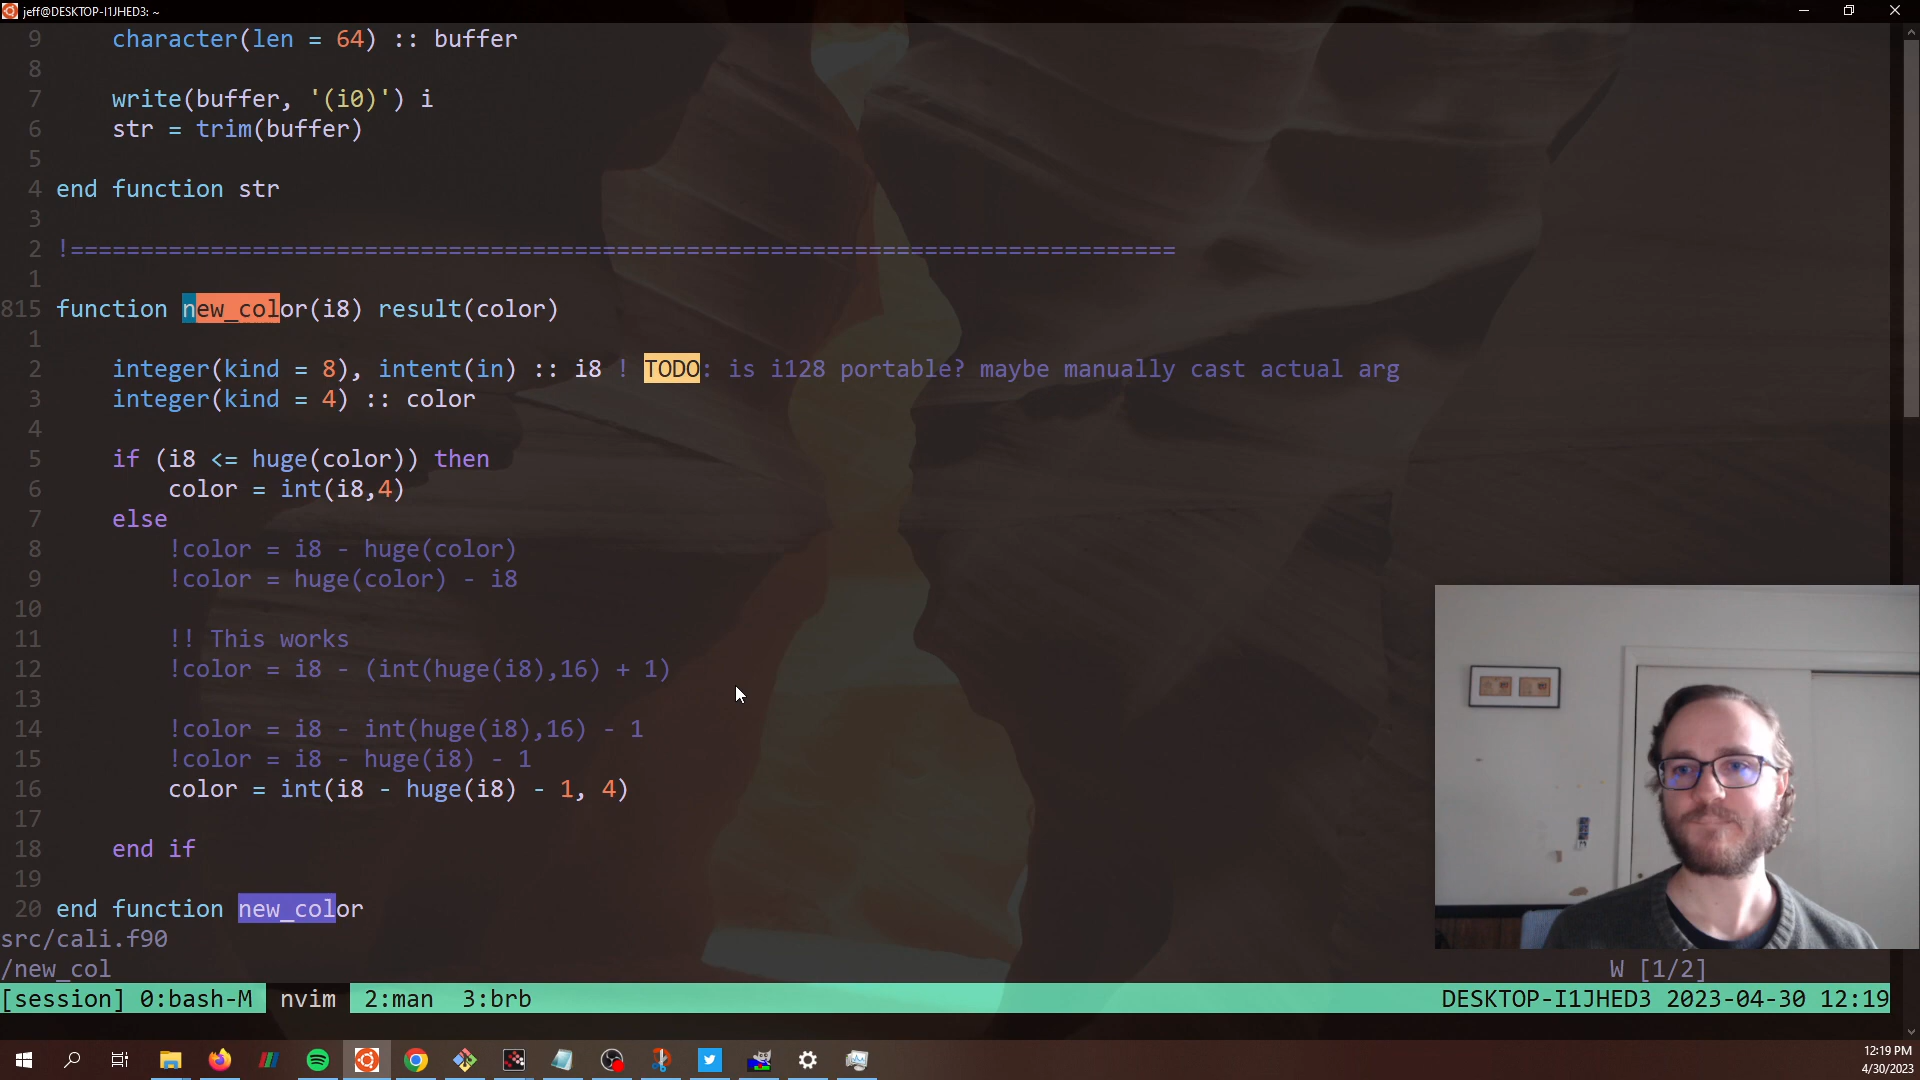 jeff@DESKTOP-I1JHED3: ~
9 character(len = 64) :: buffer
8
7 write(buffer, '(i0)') i
6 str = trim(buffer)
5
4 end function str
3
2 !===============================================================================
1
815 function new_color(i8) result(color)
1
2 integer(kind = 8), intent(in) :: i8 ! TODO: is i128 portable? maybe manually cast actual arg
3 integer(kind = 4) :: color
4
5 if (i8 <= huge(color)) then
6 color = int(i8,4)
7 else
8 !color = i8 - huge(color)
9 !color = huge(color) - i8
10
11 !! This works
12 !color = i8 - (int(huge(i8),16) + 1)
13
14 !color = i8 - int(huge(i8),16) - 1
15 !color = i8 - huge(i8) - 1
16 color = int(i8 - huge(i8) - 1, 4)
17
18 end if
19
20 end function new_color
src/cali.f90
/new_col W [1/2]
[session] 0:bash-M nvim 2:man 3:brb DESKTOP-I1JHED3 2023-04-30 12:19
12:19 PM
4/30/2023